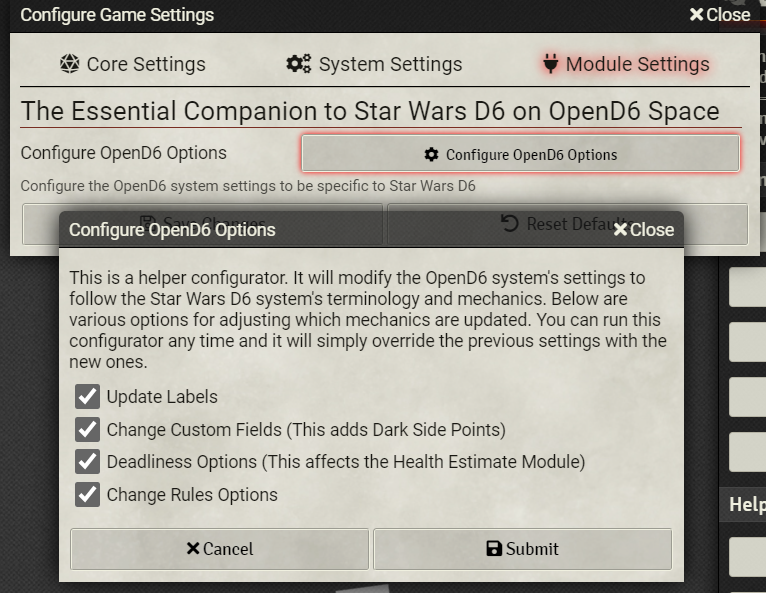 Configure Game Settings
Close
Core Settings
System Settings
Module Settings
The Essential Companion to Star Wars D6 on OpenD6 Space
Configure OpenD6 Options
Configure OpenD6 Options
Configure the OpenD6 system settings to be specific to Star Wars D6
Save Changes
Reset Defaults
Configure OpenD6 Options
Close
This is a helper configurator. It will modify the OpenD6 system's settings to
follow the Star Wars D6 system's terminology and mechanics. Below are
various options for adjusting which mechanics are updated. You can run this
configurator any time and it will simply override the previous settings with the
new ones.
Update Labels
Change Custom Fields (This adds Dark Side Points)
Deadliness Options (This affects the Health Estimate Module)
Change Rules Options
Cancel
Submit
Help